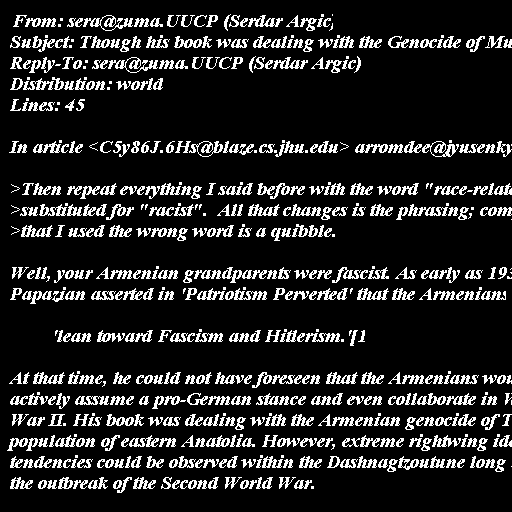 From: sera@zuma.UUCP (Serdar Argic)
Subject: Though his book was dealing with the Genocide of
Reply-To: sera@zuma.UUCP (Serdar Argic)
Distribution: world
Lines: 45
In article <C5y86J.6Hs@blaze.cs.jhu.edu> arromdee@jyusenky
>Then repeat everything I said before with the word
>substituted for "racist".  All that changes is the phrasing;
>that I used the wrong word is a quibble.
Well, your Armenian grandparents were fascist. As early as
Papazian asserted in 'Patriotism Perverted' that the Armenians
'lean toward Fascism and Hitlerism.'[1
At that time, he could not have foreseen that the Armenians
actively assume a pro-German stance and even collaborate in
War II. His book was dealing with the Armenian genocide of
population of eastern Anatolia. However, extreme rightwing
tendencies could be observed within the Dashnagtzoutune long
the outbreak of the Second World War.